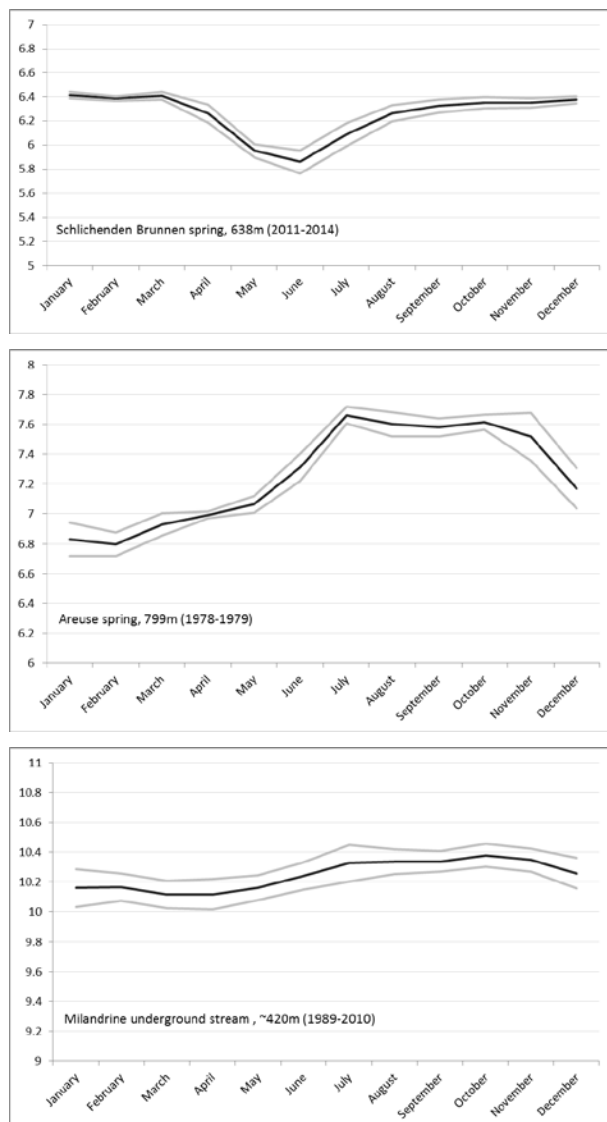 7
6.8
6.6
6.4
6.2
6
5.8
5.6
5.4
5.2
5
Schlichenden Brunnen spring, 638m (2011-2014)
January
February
March
April
May
June
July
August
September
October
November
December
8
7.8
7.6
7.4
7.2
7
6.8
6.6
6.4
6.2
6
Areuse spring, 799m (1978-1979)
January
February
March
April
May
June
July
August
September
October
November
December
11
10.8
10.6
10.4
10.2
10
9.8
9.6
9.4
9.2
9
Milandrine underground stream , ~420m (1989-2010)
January
February
March
April
May
June
July
August
September
October
November
December